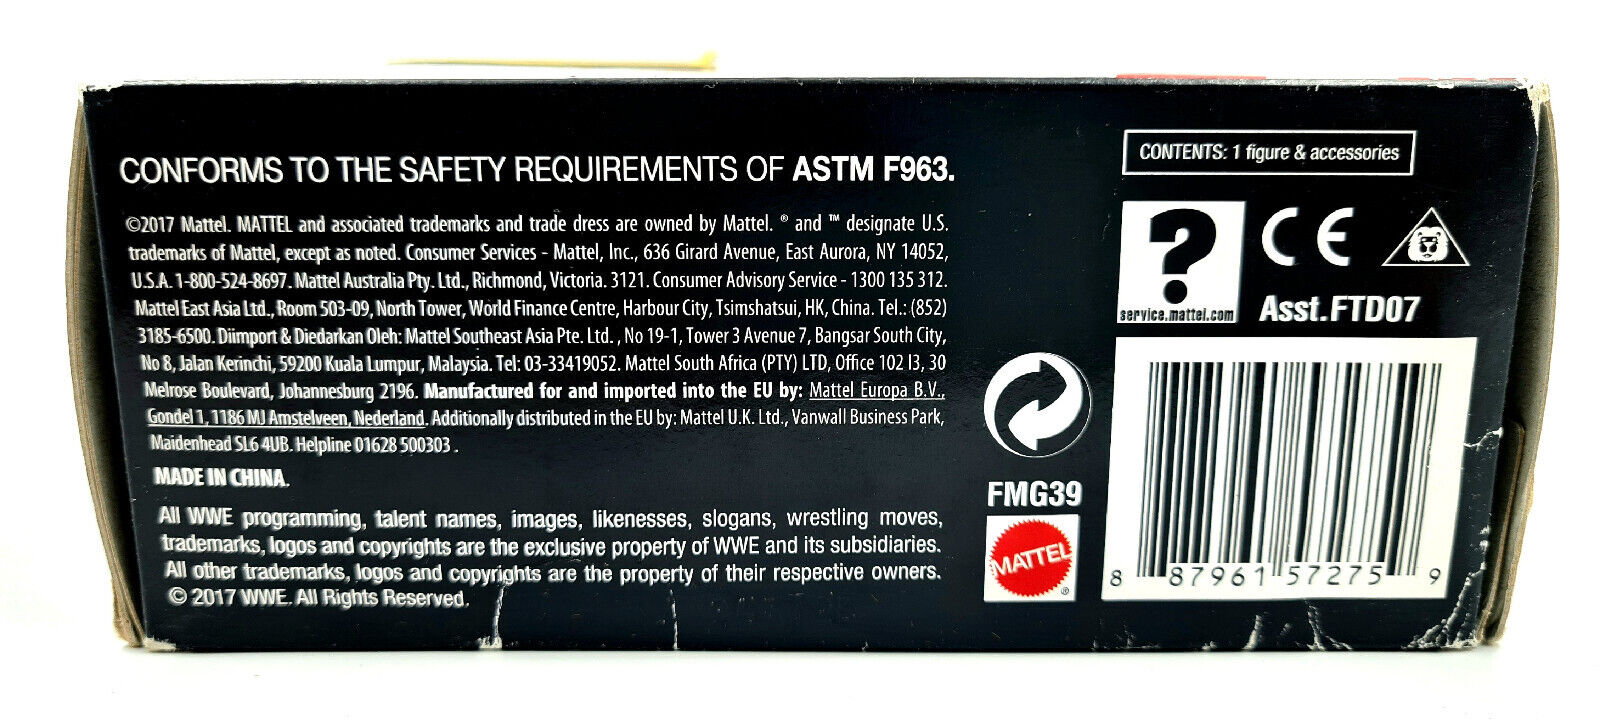 CONFORMS TO THE SAFETY REQUIREMENTS OF ASTM F963.
©2017 Mattel. MATTEL and associated trademarks and trade dress are owned by Mattel. ® and ™ designate U.S.
trademarks of Mattel, except as noted. Consumer Services - Mattel, Inc., 636 Girard Avenue, East Aurora, NY 14052,
U.S.A. 1-800-524-8697. Mattel Australia Pty. Ltd., Richmond, Victoria. 3121. Consumer Advisory Service - 1300 135 312.
Mattel East Asia Ltd., Room 503-09, North Tower, World Finance Centre, Harbour City, Tsimshatsui, HK, China. Tel.: (852)
3185-6500. Diimport & Diedarkan Oleh: Mattel Southeast Asia Pte. Ltd. , No 19-1, Tower 3 Avenue 7, Bangsar South City,
No 8, Jalan Kerinchi, 59200 Kuala Lumpur, Malaysia. Tel: 03-33419052. Mattel South Africa (PTY) LTD, Office 102 I3, 30
Melrose Boulevard, Johannesburg 2196. Manufactured for and imported into the EU by: Mattel Europa B.V.,
Gondel 1, 1186 MJ Amstelveen, Nederland. Additionally distributed in the EU by: Mattel U.K. Ltd., Vanwall Business Park,
Maidenhead SL6 4UB. Helpline 01628 500303 .
MADE IN CHINA.
All WWE programming, talent names, images, likenesses, slogans, wrestling moves,
trademarks, logos and copyrights are the exclusive property of WWE and its subsidiaries.
All other trademarks, logos and copyrights are the property of their respective owners.
© 2017 WWE. All Rights Reserved.
CONTENTS: 1 figure & accessories
?
service.mattel.com
CE
Asst.FTD07
FMG39
MATTEL®
8 87961 57275 9